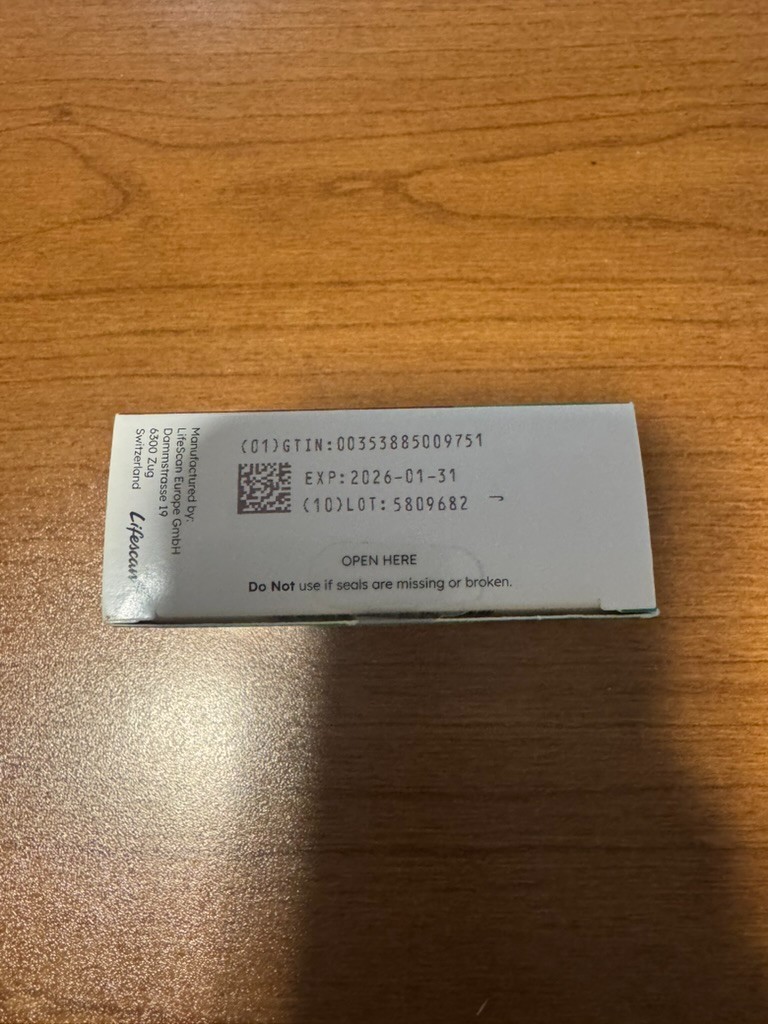 (01)GTIN:00353885009751
EXP:2026-01-31
(10)LOT:5809682
OPEN HERE
Do Not use if seals are missing or broken.
Manufactured by:
LifeScan Europe GmbH
Dammstrasse 19
6300 Zug
Switzerland
Lifescan